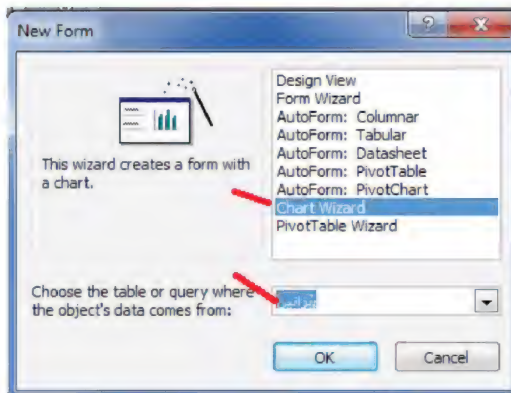 New Form
This wizard creates a form with
a chart.
Design View
Form Wizard
AutoForm: Columnar
AutoForm: Tabular
AutoForm: Datasheet
AutoForm: PivotTable
AutoForm: PivotChart
Chart Wizard
PivotTable Wizard
Choose the table or query where
the object's data comes from:
OK
Cancel